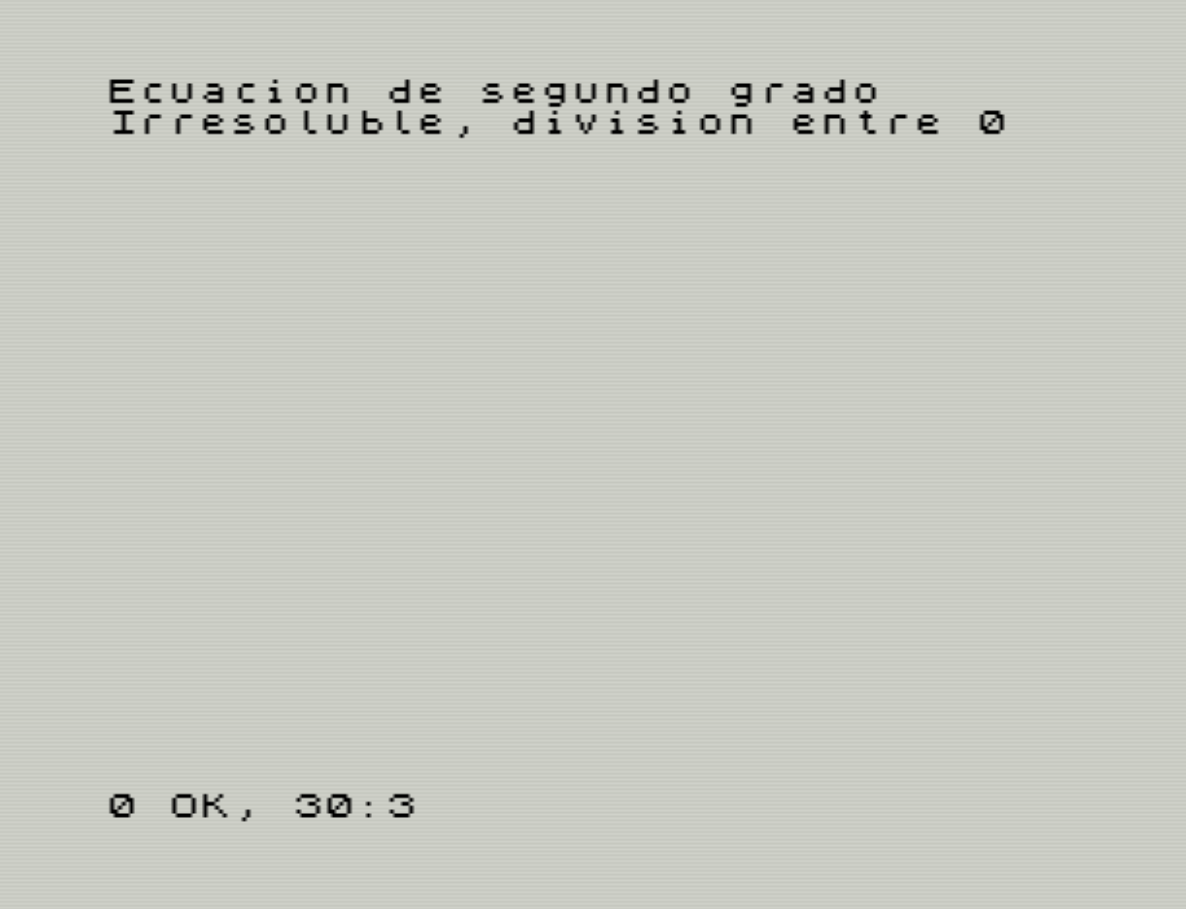 Ecuacion de segundo grado
Irresoluble, division entre 0
0 OK, 30:3